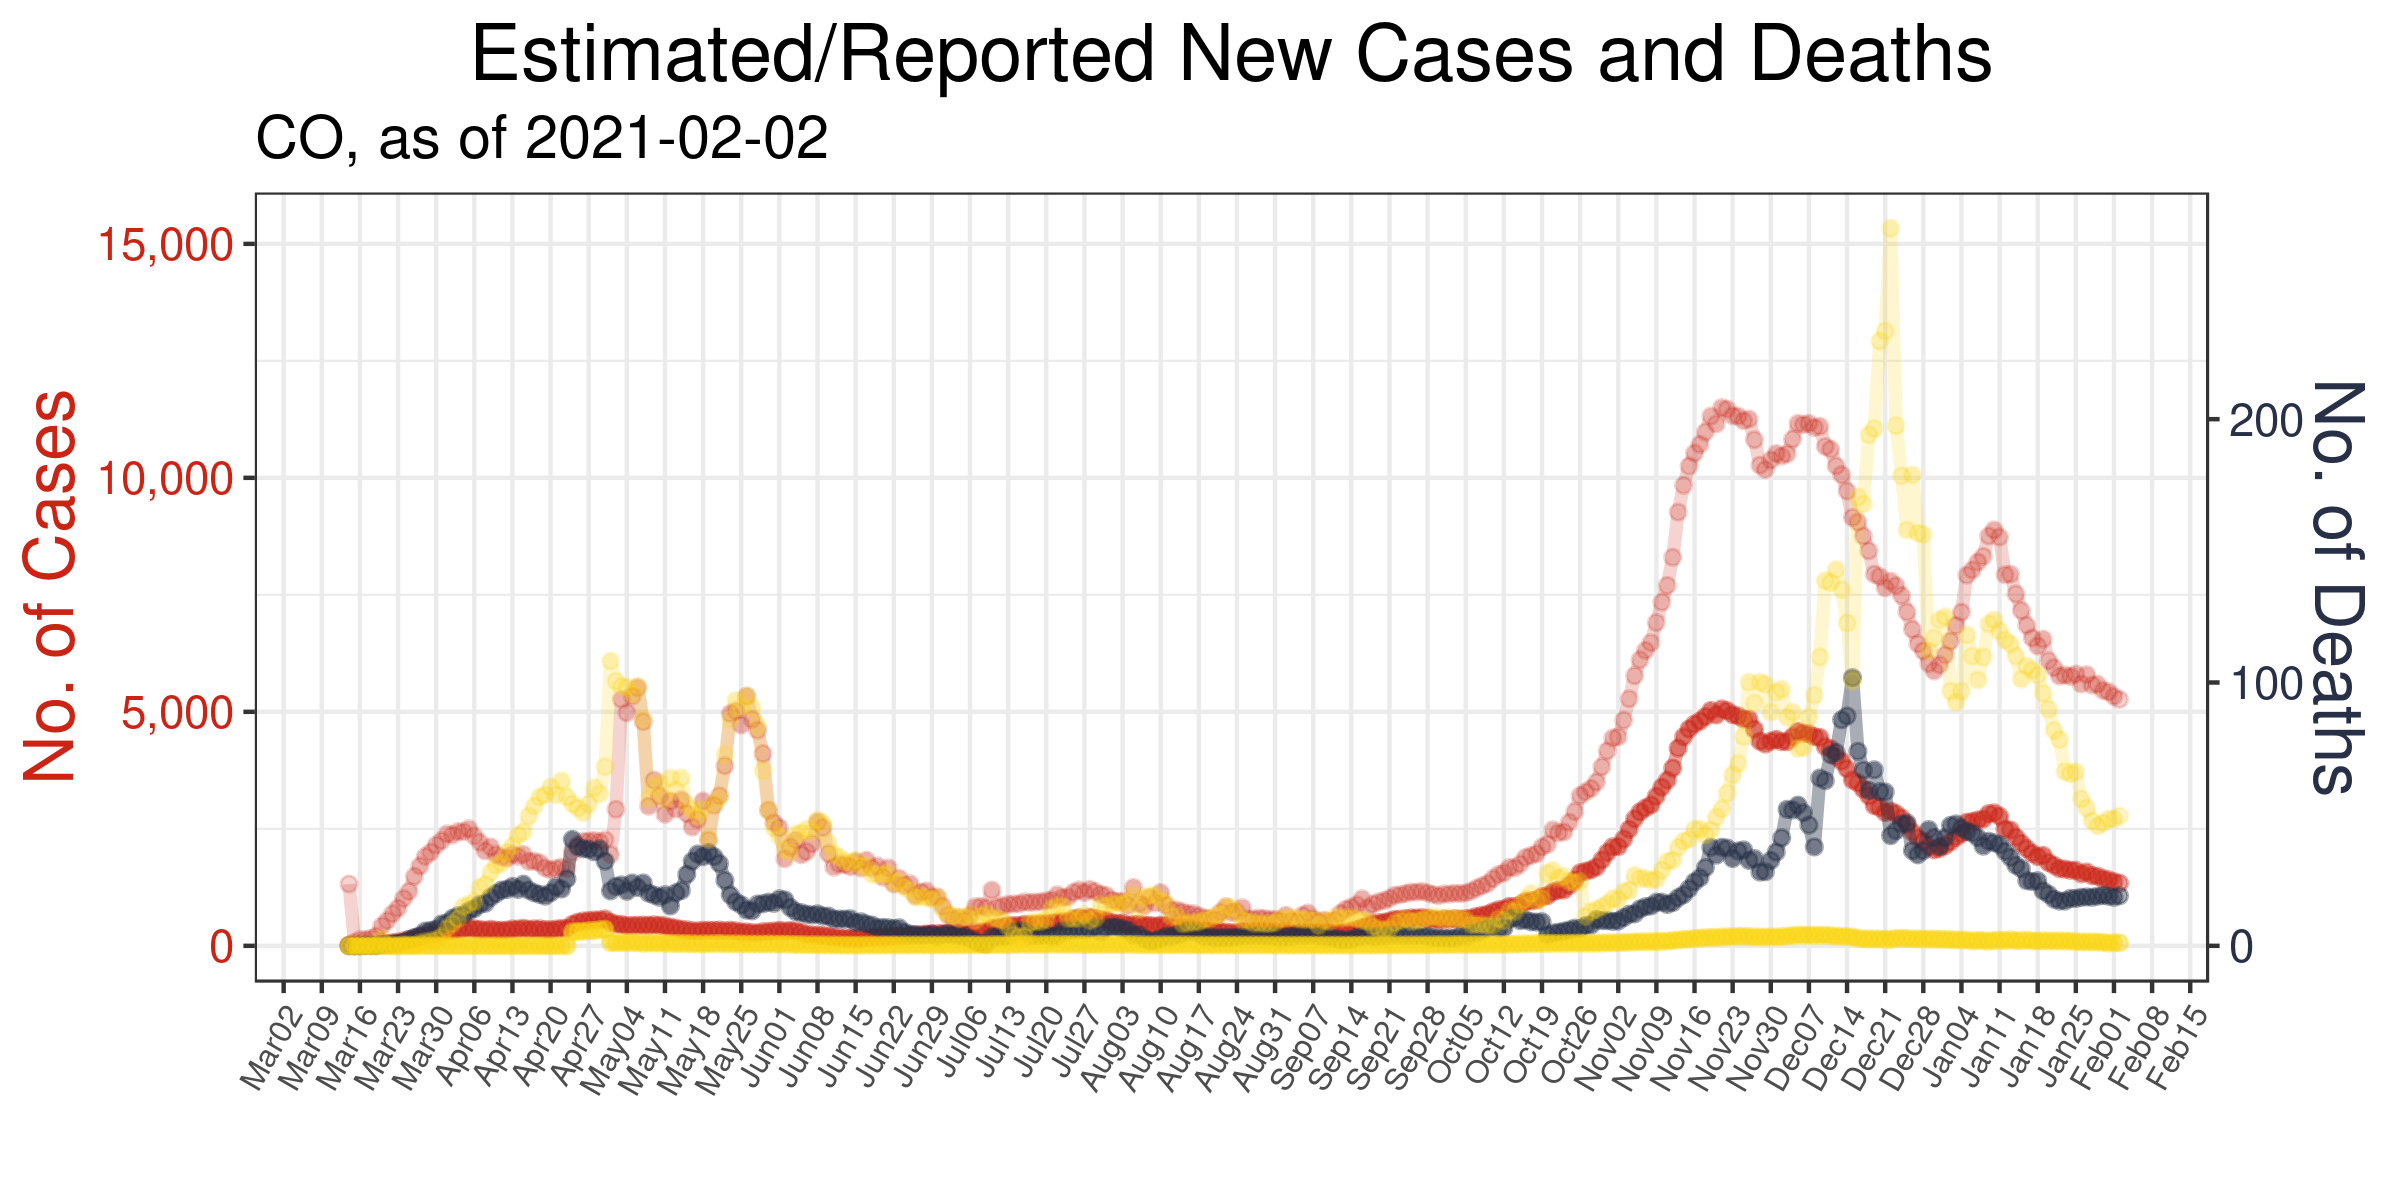 Estimated/Reported New Cases and Deaths
CO, as of 2021-02-02
No. of Cases
15,000
10,000
5,000
0
No. of Deaths
200
100
0
Mar02
Mar09
Mar16
Mar23
Mar30
Apr06
Apr13
Apr20
Apr27
May04
May11
May18
May25
Jun01
Jun08
Jun15
Jun22
Jun29
Jul06
Jul13
Jul20
Jul27
Aug03
Aug10
Aug17
Aug24
Aug31
Sep07
Sep14
Sep21
Sep28
Oct05
Oct12
Oct19
Oct26
Nov02
Nov09
Nov16
Nov23
Nov30
Dec07
Dec14
Dec21
Dec28
Jan04
Jan11
Jan18
Jan25
Feb01
Feb08
Feb15